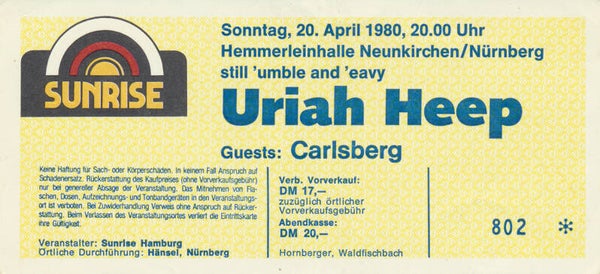 SUNRISE
Sonntag, 20. April 1980, 20.00 Uhr
Hemmerleinhalle Neunkirchen/Nürnberg
still 'umble and 'eavy
Uriah Heep
Guests: Carlsberg
Keine Haftung für Sach- oder Körperschäden. In keinem Fall Anspruch auf
Schadenersatz. Rückerstattung des Kaufpreises (ohne Vorverkaufsgebühr)
nur bei genereller Absage der Veranstaltung. Das Mitnehmen von Fla-
schen, Dosen, Aufzeichnungs- und Tonbandgeräten in den Veranstaltungs-
ort ist verboten. Bei Zuwiderhandlung Verweis ohne Anspruch auf Rücker-
stattung. Beim Verlassen des Veranstaltungsortes verliert die Eintrittskarte
ihre Gültigkeit.
Veranstalter: Sunrise Hamburg
Örtliche Durchführung: Hänsel, Nürnberg
Verb. Vorverkauf:
DM 17,—
zuzüglich örtlicher
Vorverkaufsgebühr
Abendkasse:
DM 20,—
Hornberger, Waldfischbach
802 *